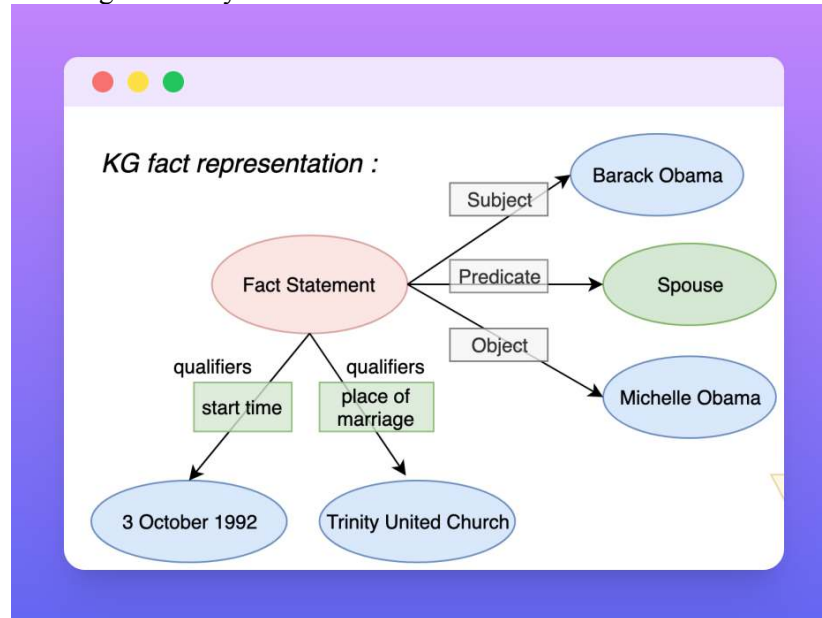 KG fact representation :
Barack Obama
Subject
Fact Statement
Predicate
Spouse
Object
Michelle Obama
qualifiers
start time
qualifiers
place of
marriage
3 October 1992
Trinity United Church